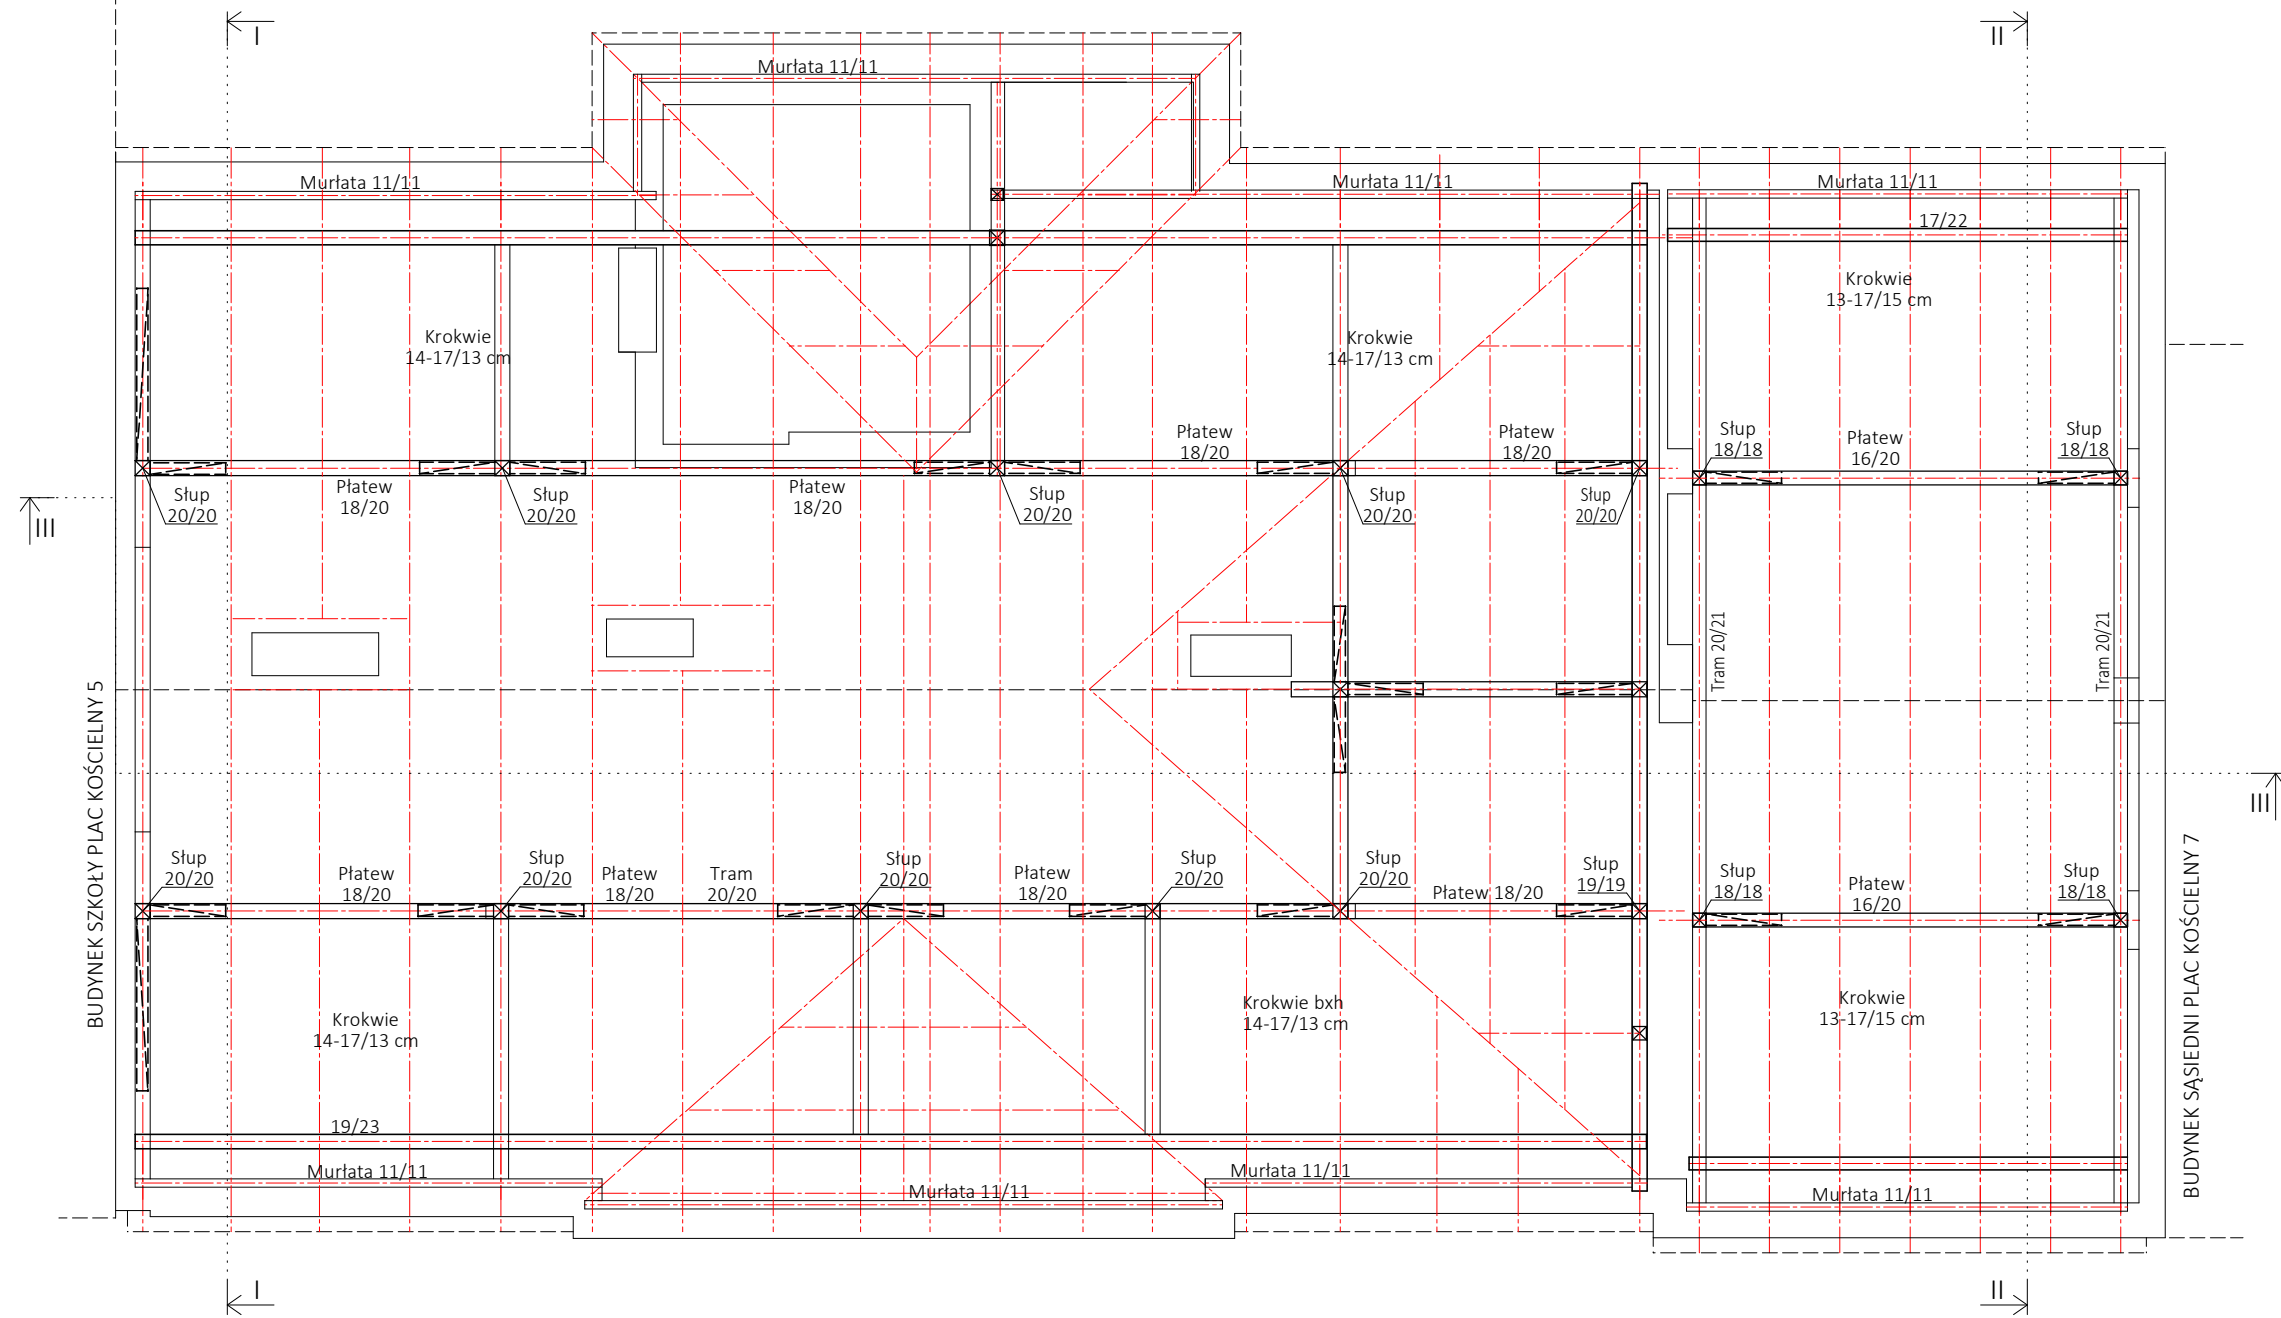 I
II
Murłata 11/11
Murłata 11/11
Murłata 11/11
Murłata 11/11
17/22
Krokwie
14-17/13 cm
Krokwie
14-17/13 cm
Krokwie
13-17/15 cm
Płatew
18/20
Płatew
18/20
Słup
18/18
Płatew
16/20
Słup
18/18
III
Słup
20/20
Płatew
18/20
Słup
20/20
Płatew
18/20
Słup
20/20
Słup
20/20
Słup
20/20
Tram 20/21
Tram 20/21
BUDYNEK SZKOŁY PLAC KOŚCIELNY 5
III
Słup
20/20
Płatew
18/20
Słup
20/20
Płatew
18/20
Tram
20/20
Słup
20/20
Płatew
18/20
Słup
20/20
Słup
20/20
Płatew 18/20
Słup
19/19
Słup
18/18
Płatew
16/20
Słup
18/18
BUDYNEK SĄSIEDNI PLAC KOŚCIELNY 7
Krokwie
14-17/13 cm
Krokwie bxh
14-17/13 cm
Krokwie
13-17/15 cm
19/23
Murłata 11/11
Murłata 11/11
Murłata 11/11
Murłata 11/11
I
II